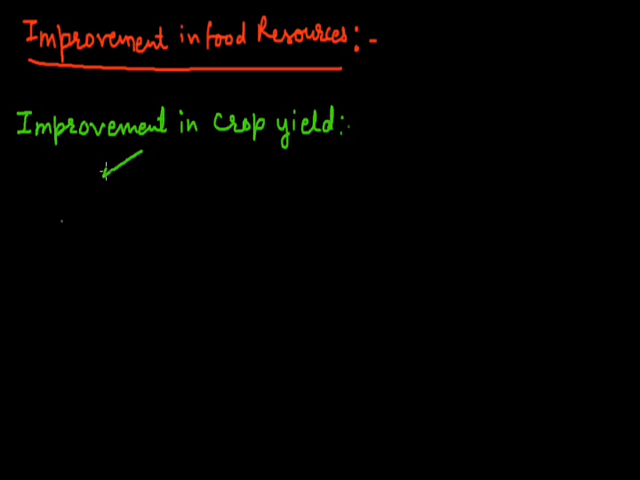 Improvement in food Resources:-
Improvement in Crop yield:-